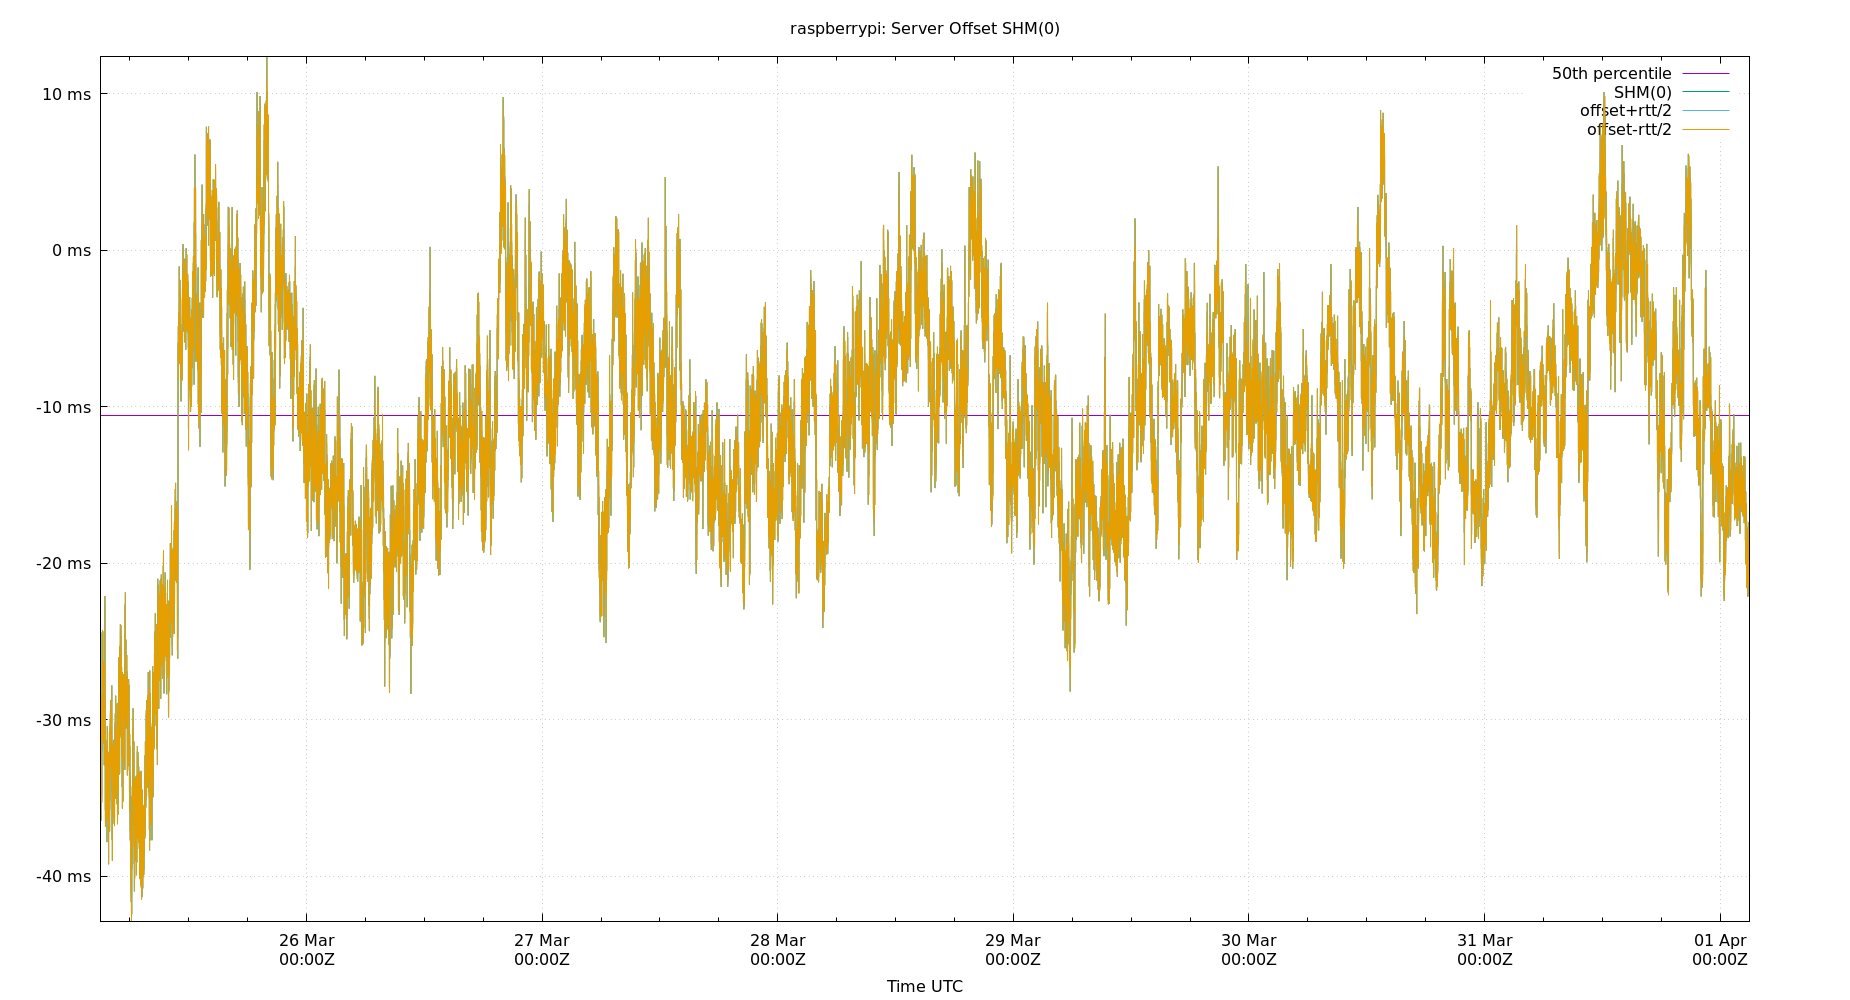 raspberrypi: Server Offset SHM(0)
50th percentile
SHM(0)
offset+rtt/2
offset-rtt/2
10 ms
0 ms
-10 ms
-20 ms
-30 ms
-40 ms
26 Mar 27 Mar 28 Mar 29 Mar 30 Mar 31 Mar 01 Apr
00:00Z 00:00Z 00:00Z 00:00Z 00:00Z 00:00Z 00:00Z
Time UTC